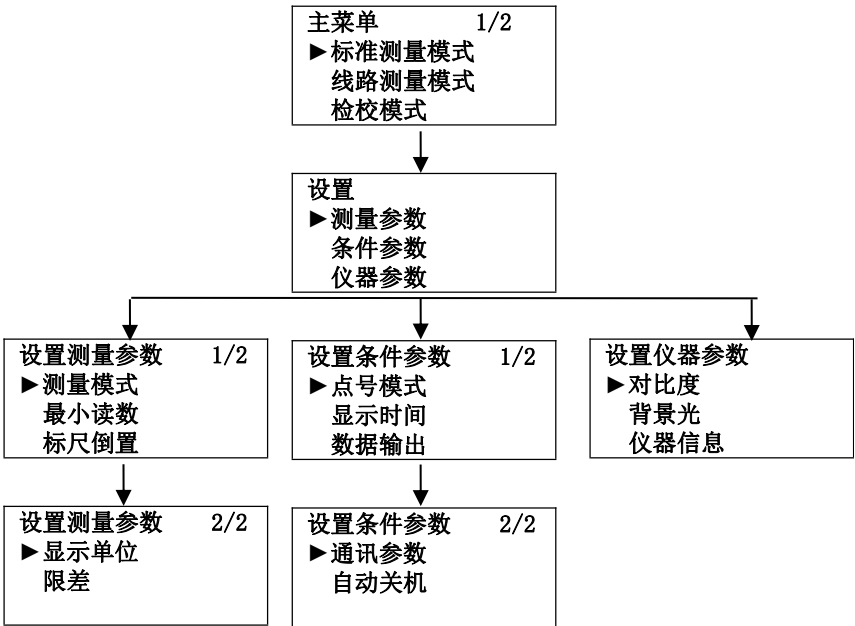 主菜单 1/2
►标准测量模式
线路测量模式
检校模式
设置
►测量参数
条件参数
仪器参数
设置测量参数 1/2
►测量模式
最小读数
标尺倒置
设置条件参数 1/2
►点号模式
显示时间
数据输出
设置仪器参数
►对比度
背景光
仪器信息
设置测量参数 2/2
►显示单位
限差
设置条件参数 2/2
►通讯参数
自动关机